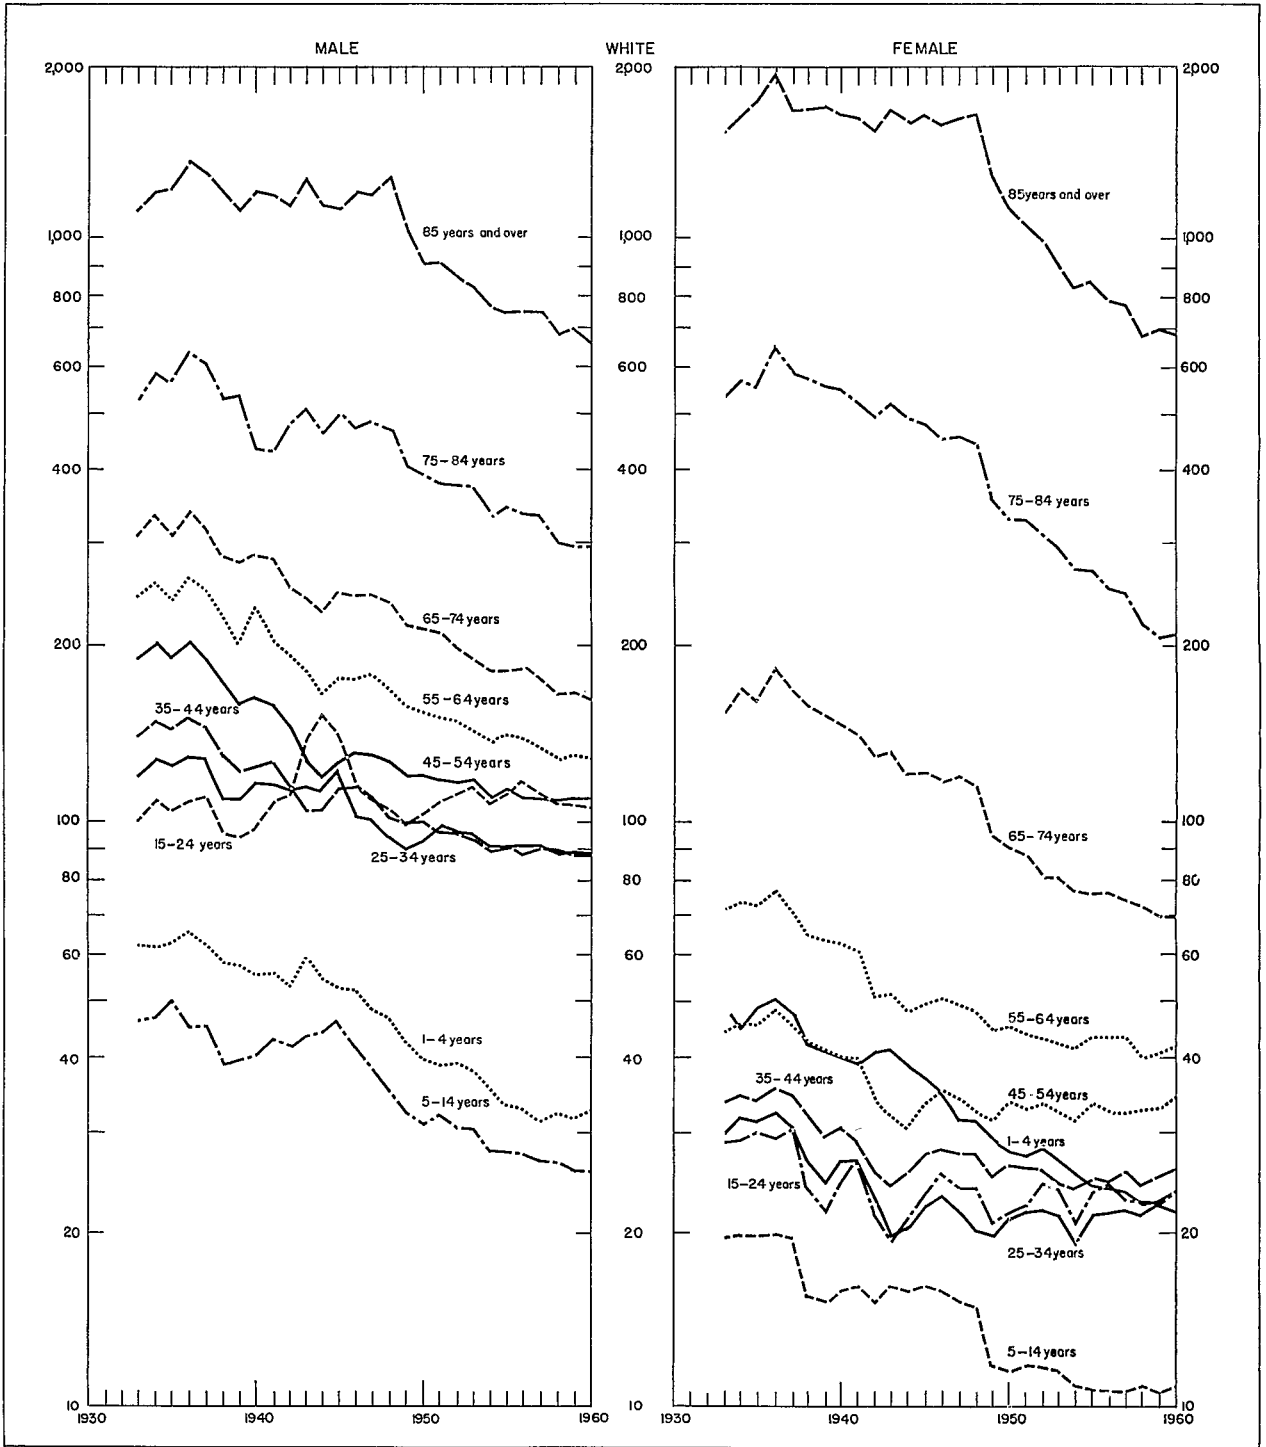 MALE WHITE FEMALE
2,000 2,000 2,000
85 years and over
85 years and over
1,000 1,000 1,000
800 800 800
600 600 600
75-84 years
400 400 400
75-84 years
65-74 years
200 200 200
55-64 years
35-44 years
45-54 years
100 100 100
15-24 years
25-34 years
65-74 years
80 80 80
60 60 60
1-4 years
55-64 years
40 40 40
35-44 years
5-14 years
45-54 years
1-4 years
15-24 years
20 20 20
25-34 years
5-14 years
10 10 10
1930 1940 1950 1960 1930 1940 1950 1960